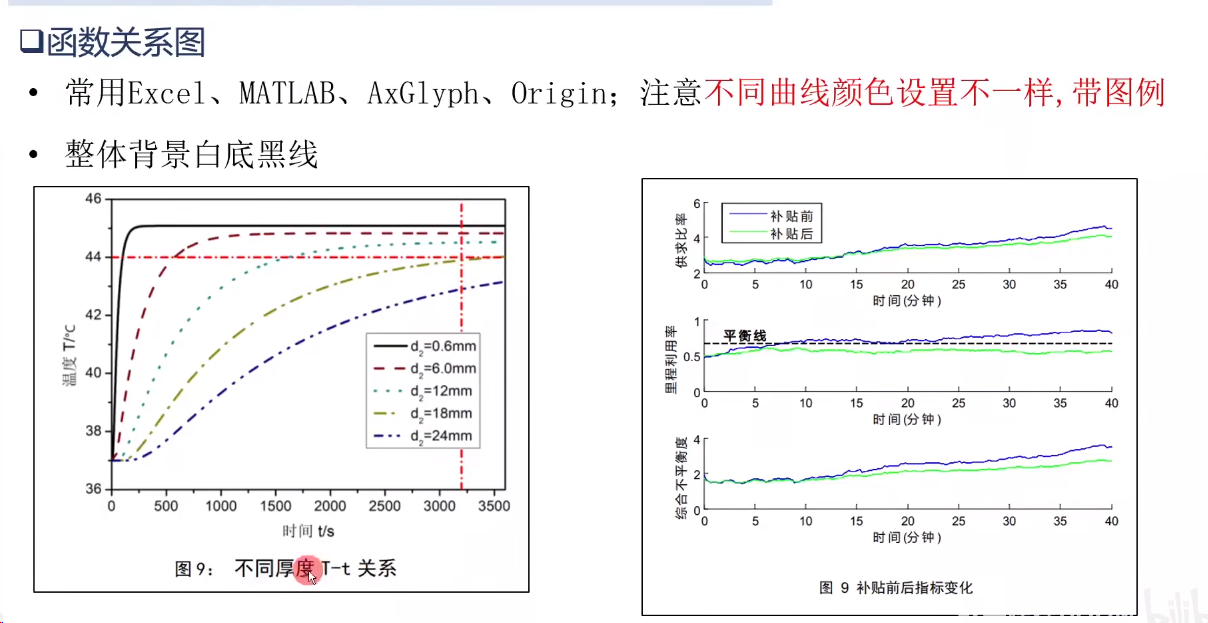 ❑函数关系图
• 常用Excel、MATLAB、AxGlyph、Origin；注意不同曲线颜色设置不一样,带图例
• 整体背景白底黑线
46
44
42
40
38
36
温度 T/°C
0 500 1000 1500 2000 2500 3000 3500
时间 t/s
d2=0.6mm
d2=6.0mm
d2=12mm
d2=18mm
d2=24mm
图9： 不同厚度 T-t 关系
供求比率
6
4
2
补贴前
补贴后
0 5 10 15 20 25 30 35 40
时间(分钟)
里程利用率
1
0.5
0
平衡线
0 5 10 15 20 25 30 35 40
时间(分钟)
综合不平衡度
4
2
0
0 5 10 15 20 25 30 35 40
时间(分钟)
图 9 补贴前后指标变化